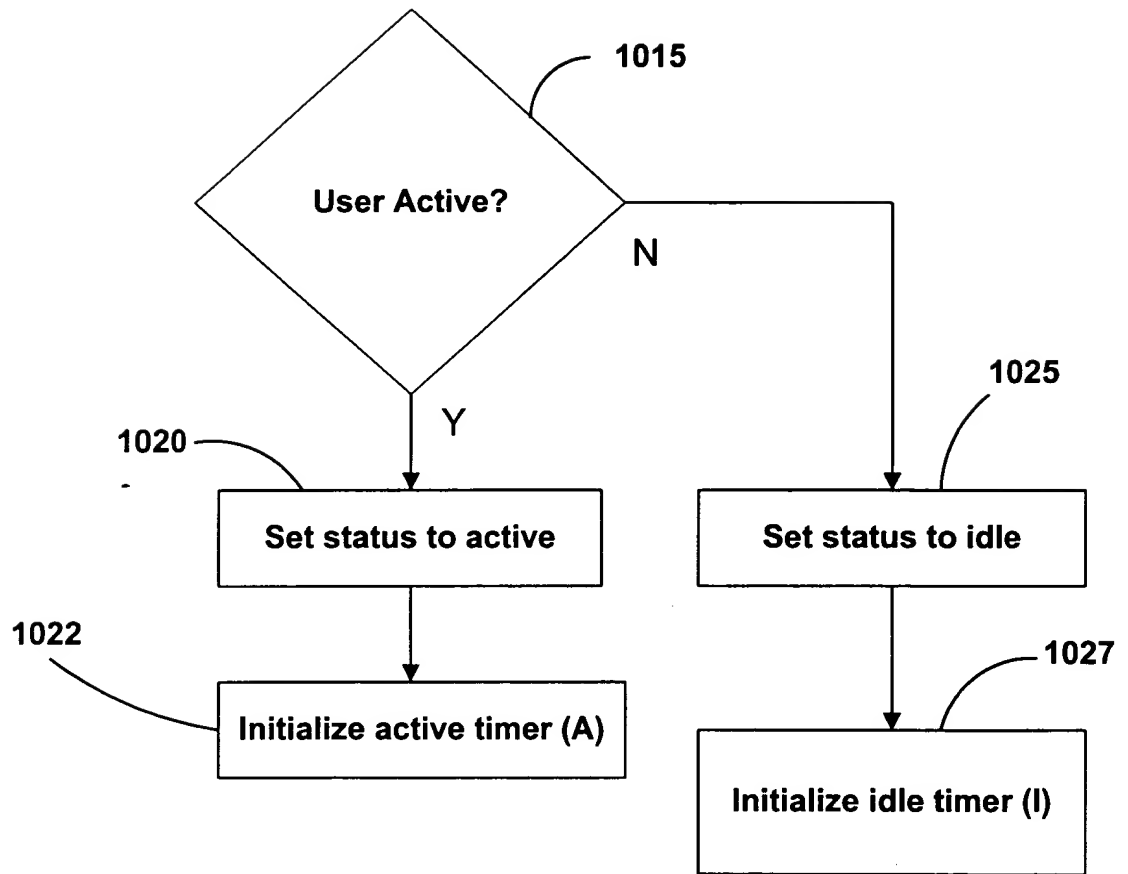 1015
User Active?
N
Y
1025
1020
Set status to active
Set status to idle
1022
1027
Initialize active timer (A)
Initialize idle timer (I)